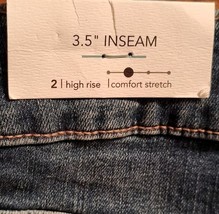 3.5" INSEAM
2 | high rise | comfort stretch